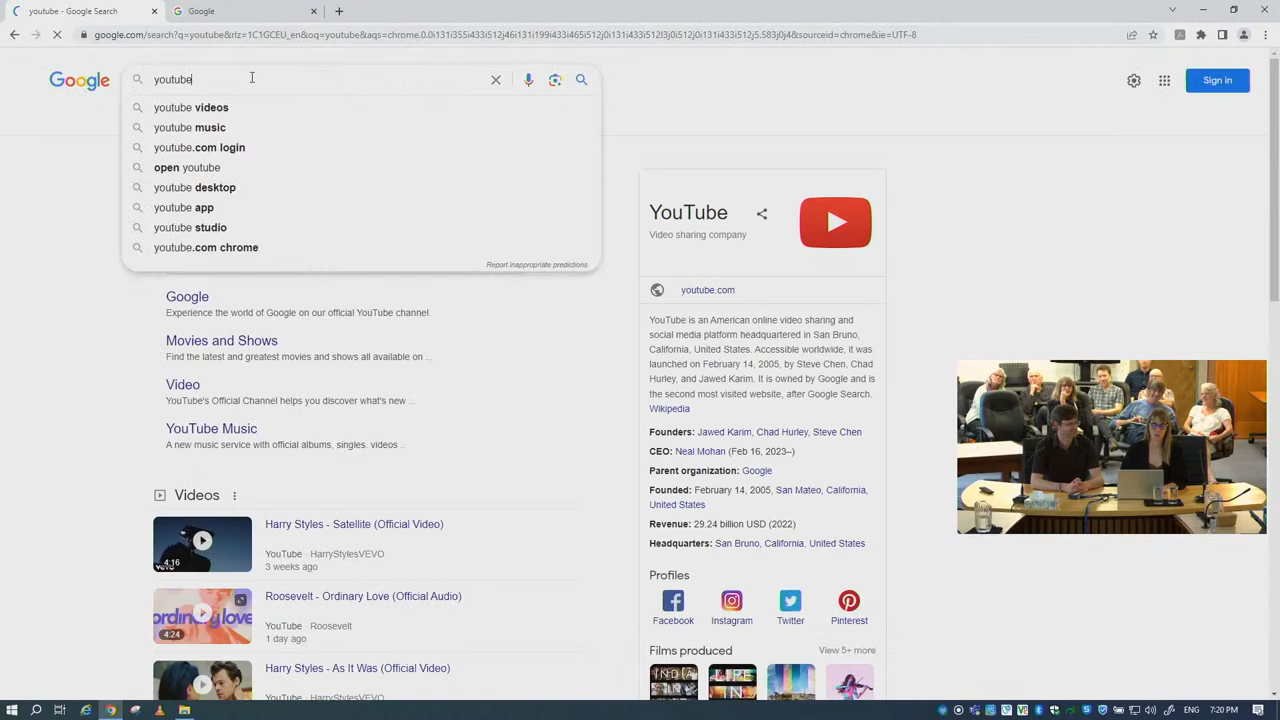 youtube - Google Search
Google
google.com/search?q=youtube&rlz=1C1GCEU_en&oq=youtube&aqs=chrome.0.0i131i355i433i512j46i131i199i433i465i512j0i131i433i512l3j0i512j5.583j0j4&sourceid=chrome&ie=UTF-8
Google
youtube
Sign in
youtube videos
youtube music
youtube.com login
open youtube
youtube desktop
youtube app
youtube studio
youtube.com chrome
Report inappropriate predictions
Google
Experience the world of Google on our official YouTube channel.
Movies and Shows
Find the latest and greatest movies and shows all available on ...
Video
YouTube's Official Channel helps you discover what's new ...
YouTube Music
A new music service with official albums, singles, videos ..
Videos
Harry Styles - Satellite (Official Video)
4:16
YouTube · HarryStylesVEVO
3 weeks ago
Roosevelt - Ordinary Love (Official Audio)
ordinary love
4:24
YouTube · Roosevelt
1 day ago
Harry Styles - As It Was (Official Video)
YouTube · HarryStylesVEVO
YouTube
Video sharing company
youtube.com
YouTube is an American online video sharing and
social media platform headquartered in San Bruno,
California, United States. Accessible worldwide, it was
launched on February 14, 2005, by Steve Chen, Chad
Hurley, and Jawed Karim. It is owned by Google and is
the second most visited website, after Google Search.
Wikipedia
Founders: Jawed Karim, Chad Hurley, Steve Chen
CEO: Neal Mohan (Feb 16, 2023–)
Parent organization: Google
Founded: February 14, 2005, San Mateo, California,
United States
Revenue: 29.24 billion USD (2022)
Headquarters: San Bruno, California, United States
Profiles
Facebook
Instagram
Twitter
Pinterest
Films produced
View 5+ more
INDIA
LIFE IN
7:20 PM